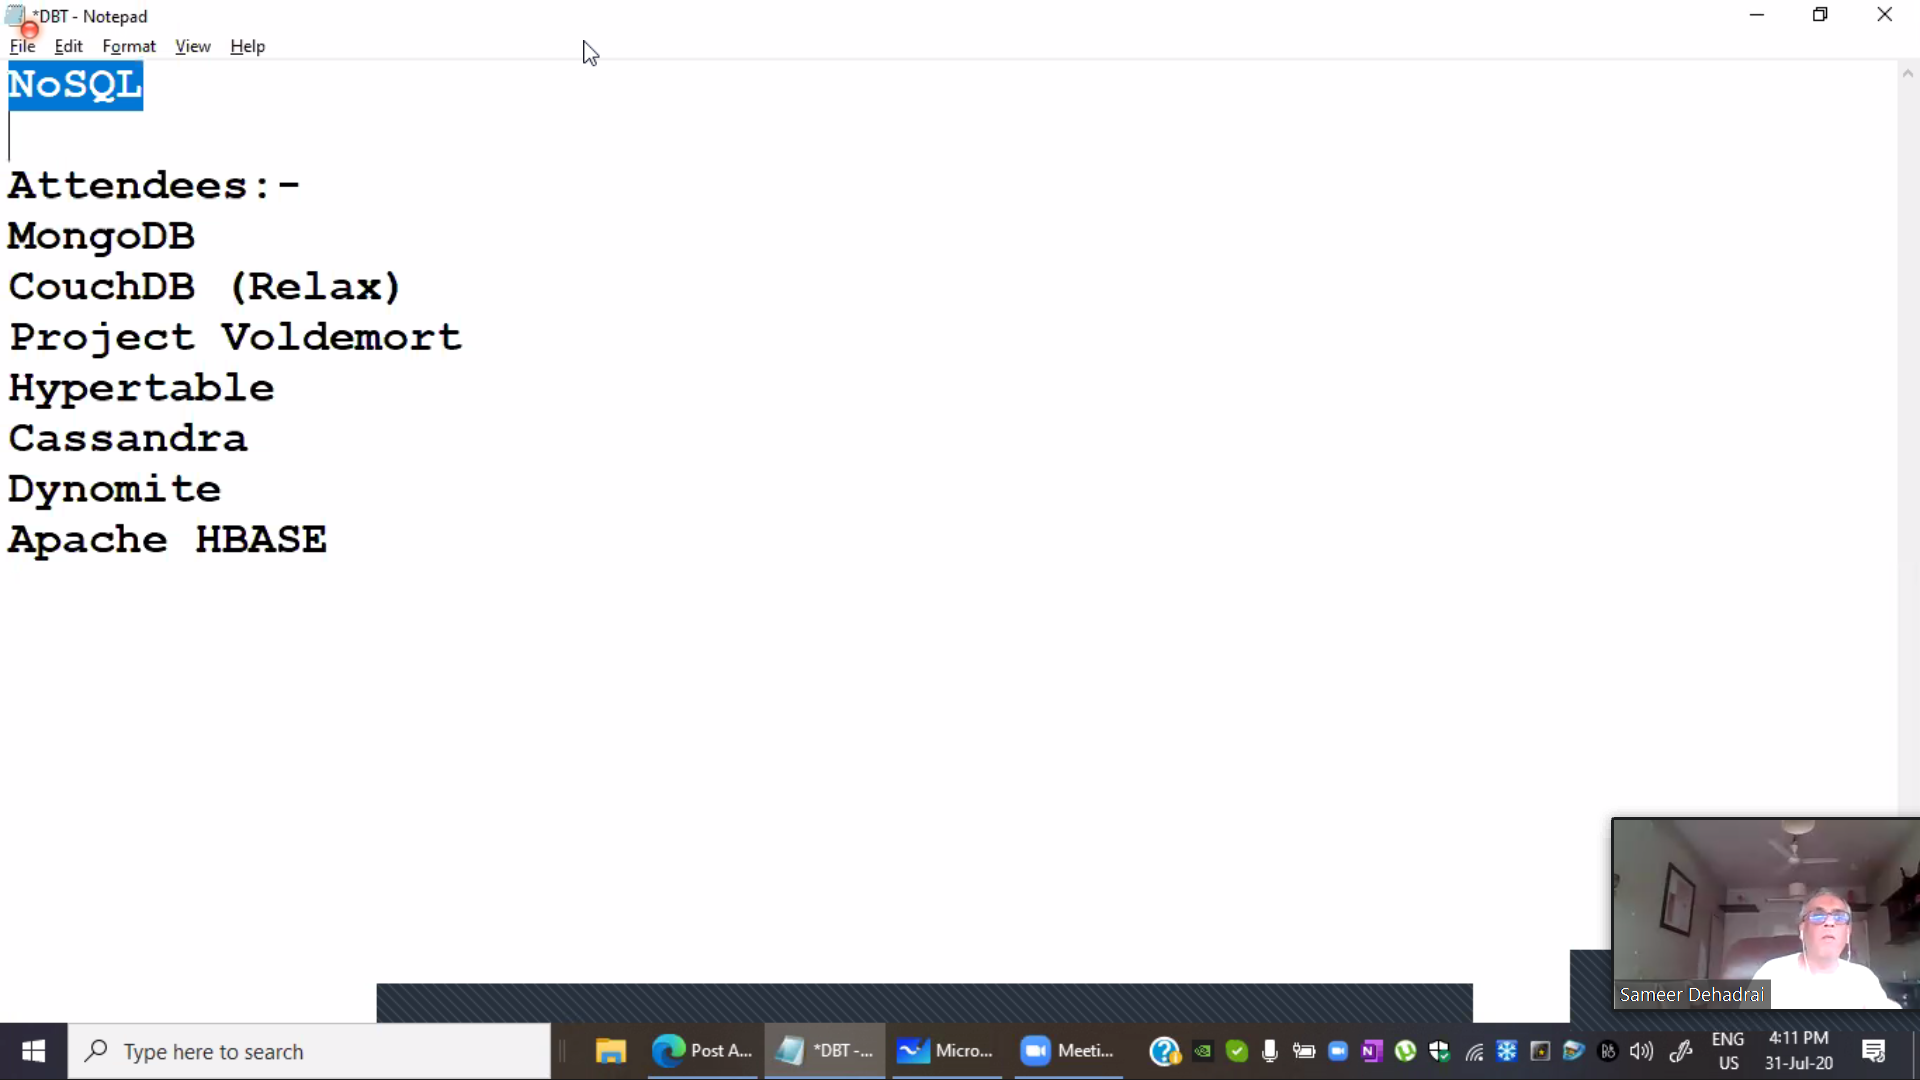 *DBT - Notepad
File Edit Format View Help
NoSQL
Attendees:-
MongoDB
CouchDB (Relax)
Project Voldemort
Hypertable
Cassandra
Dynomite
Apache HBASE
Sameer Dehadrai
Type here to search
Post A...
*DBT -...
Micro...
Meeti...
ENG
US
4:11 PM
31-Jul-20